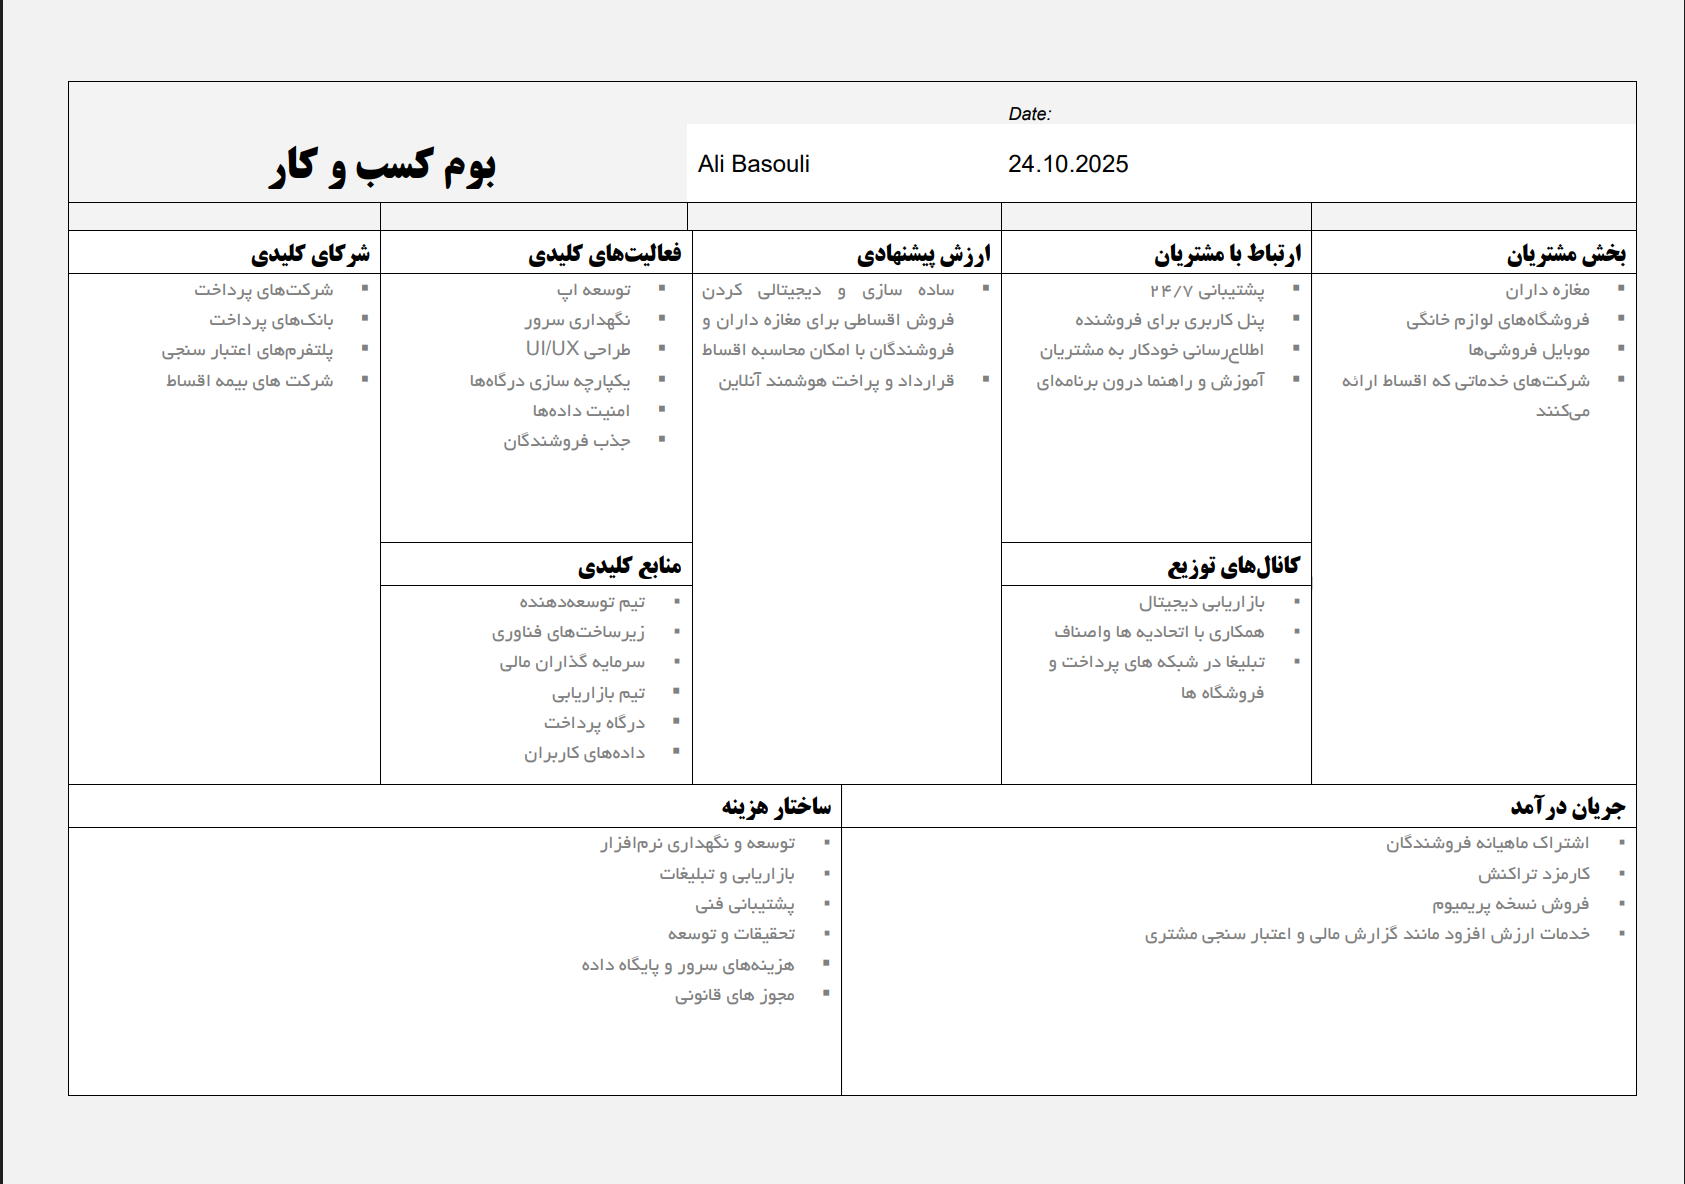 بوم کسب و کار
Date:
Ali Basouli
24.10.2025
بخش مشتریان
مغازه داران
فروشگاه‌های لوازم خانگی
موبایل فروشی‌ها
شرکت‌های خدماتی که اقساط ارائه
می‌کنند
ارتباط با مشتریان
پشتیبانی ۲۴/۷
پنل کاربری برای فروشنده
اطلاع‌رسانی خودکار به مشتریان
آموزش و راهنما درون برنامه‌ای
کانال‌های توزیع
بازاریابی دیجیتال
همکاری با اتحادیه ها واصناف
تبلیغا در شبکه های پرداخت و
فروشگاه ها
ارزش پیشنهادی
ساده سازی و دیجیتالی کردن
فروش اقساطی برای مغازه داران و
فروشندگان با امکان محاسبه اقساط
قرارداد و پراخت هوشمند آنلاین
فعالیت‌های کلیدی
توسعه اپ
نگهداری سرور
طراحی UI/UX
یکپارچه سازی درگاه‌ها
امنیت داده‌ها
جذب فروشندگان
منابع کلیدی
تیم توسعه‌دهنده
زیرساخت‌های فناوری
سرمایه گذاران مالی
تیم بازاریابی
درگاه پرداخت
داده‌های کاربران
شرکای کلیدی
شرکت‌های پرداخت
بانک‌های پرداخت
پلتفرم‌های اعتبار سنجی
شرکت های بیمه اقساط
جریان درآمد
اشتراک ماهیانه فروشندگان
کارمزد تراکنش
فروش نسخه پریمیوم
خدمات ارزش افزود مانند گزارش مالی و اعتبار سنجی مشتری
ساختار هزینه
توسعه و نگهداری نرم‌افزار
بازاریابی و تبلیغات
پشتیبانی فنی
تحقیقات و توسعه
هزینه‌های سرور و پایگاه داده
مجوز های قانونی